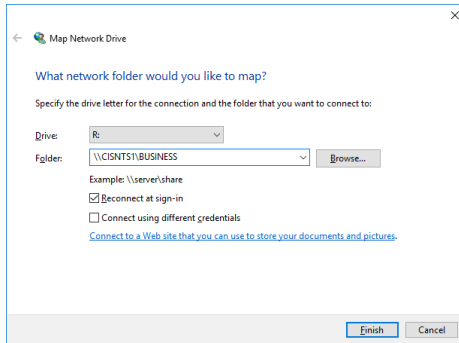 Map Network Drive
What network folder would you like to map?
Specify the drive letter for the connection and the folder that you want to connect to:
Drive: R:
Folder: \\CISNTS1\BUSINESS Browse...
Example: \\server\share
Reconnect at sign-in
Connect using different credentials
Connect to a Web site that you can use to store your documents and pictures.
Finish Cancel